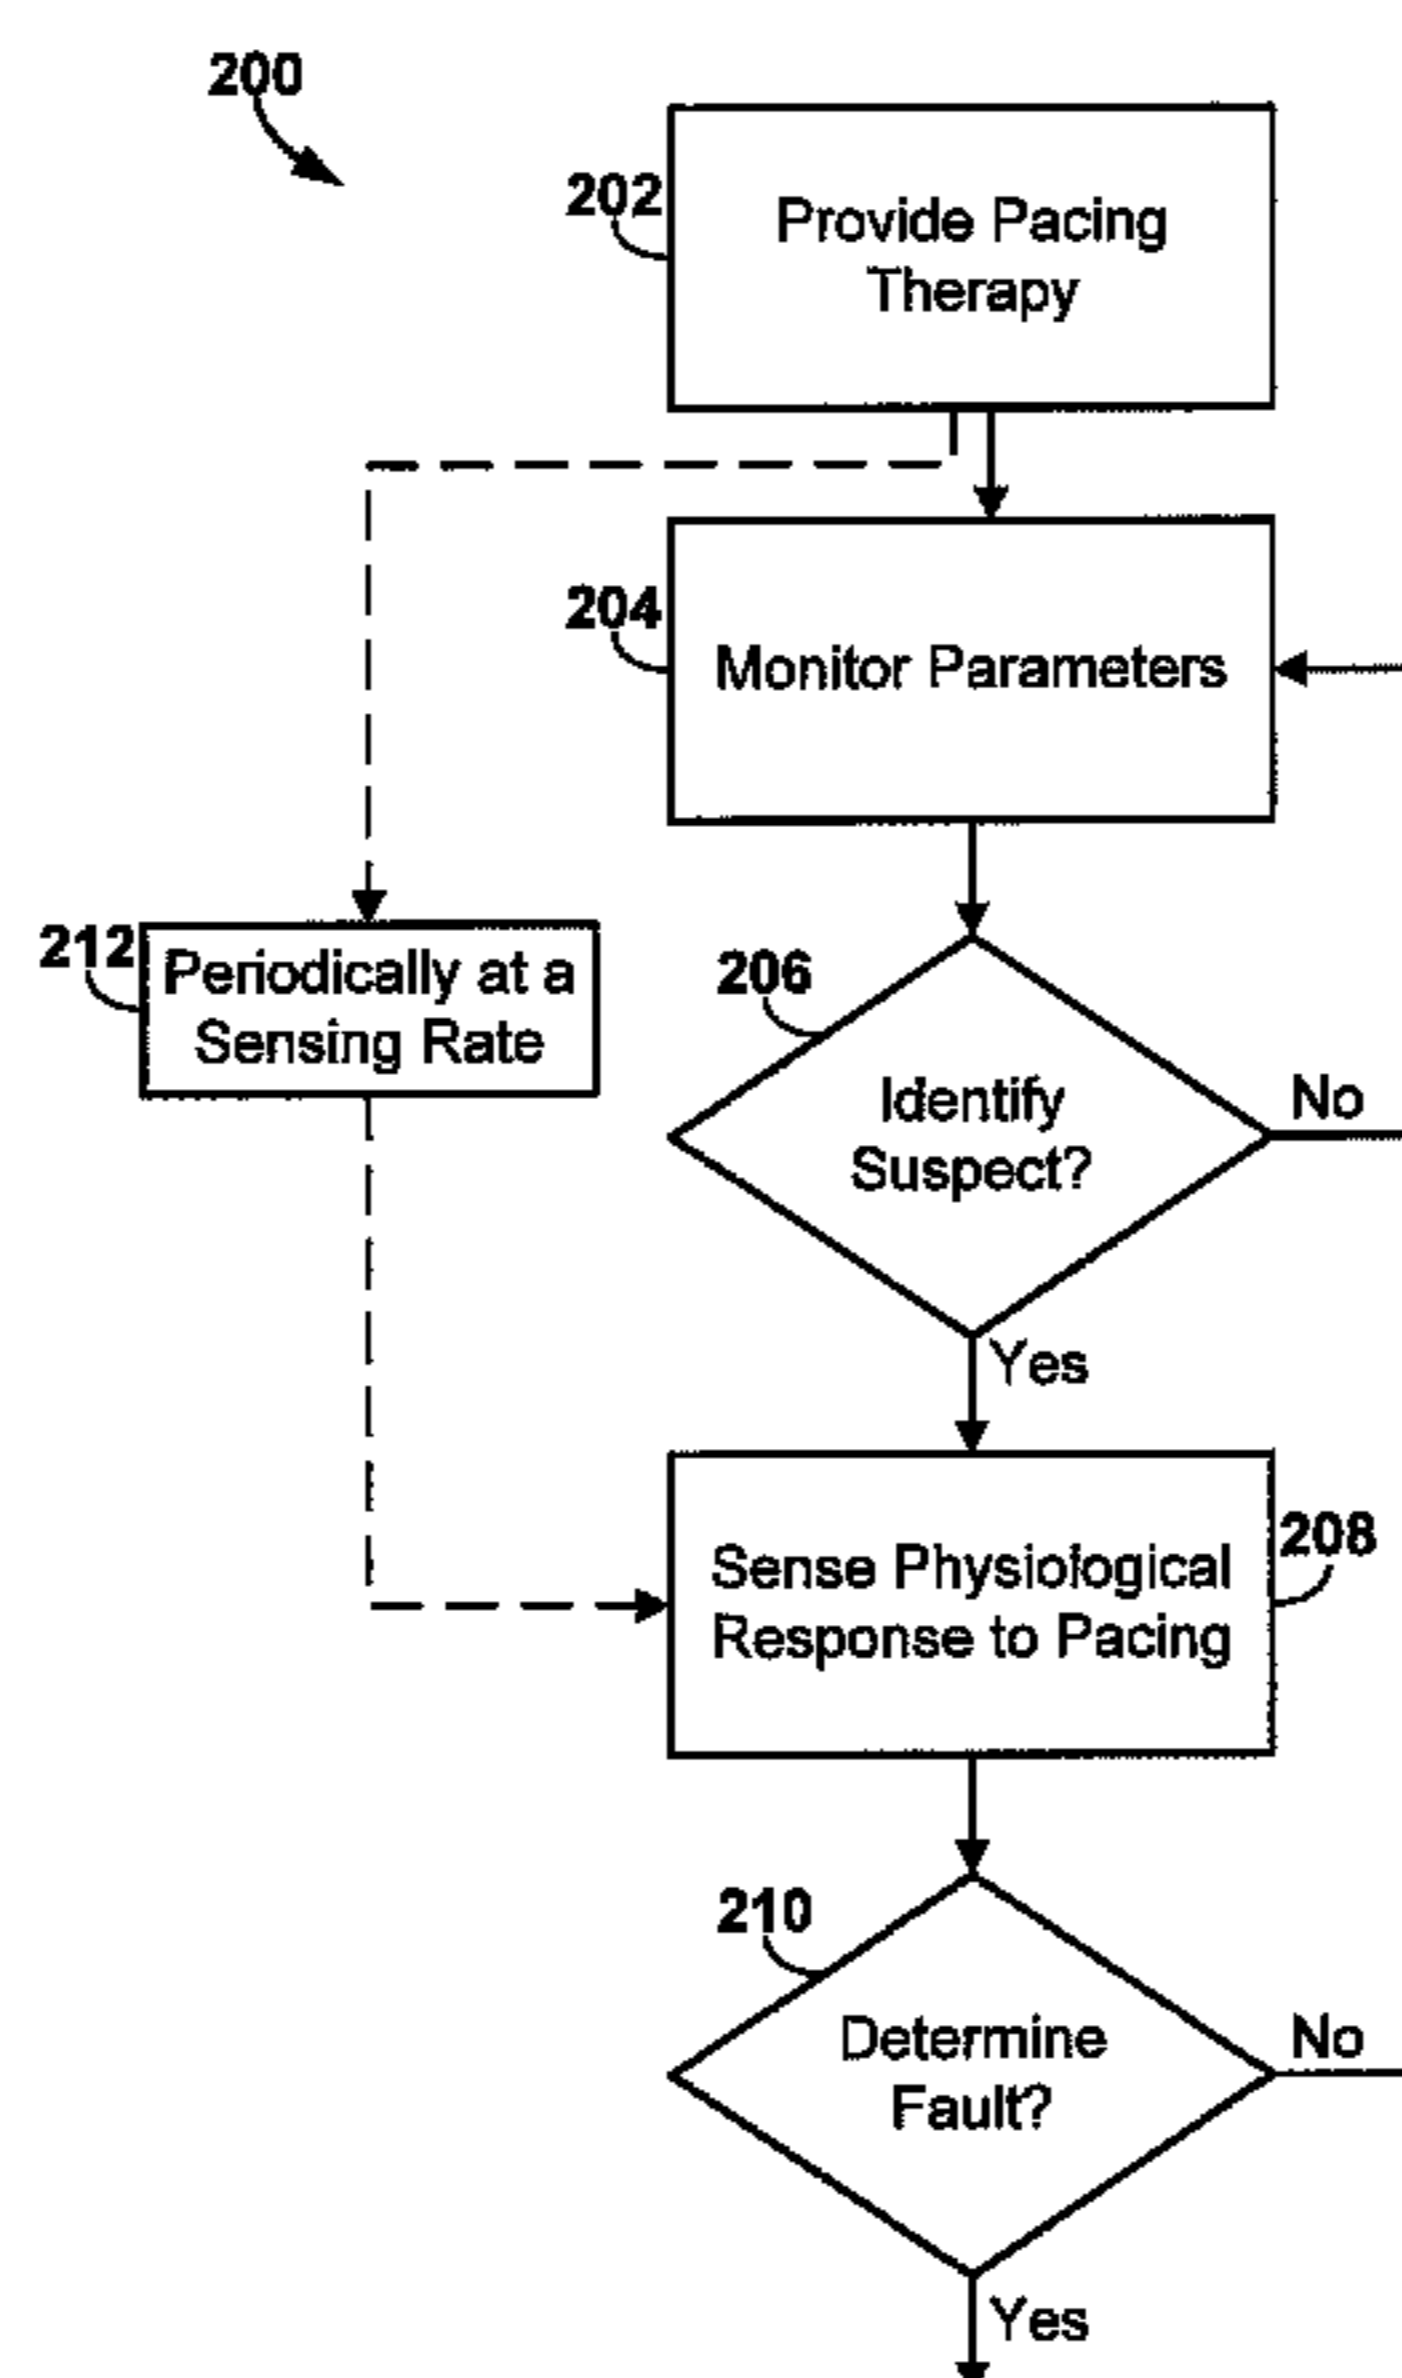 200
202
Provide Pacing
Therapy
204
Monitor Parameters
212
Periodically at a
Sensing Rate
206
Identify
Suspect?
No
Yes
Sense Physiological
Response to Pacing
208
210
Determine
Fault?
No
Yes